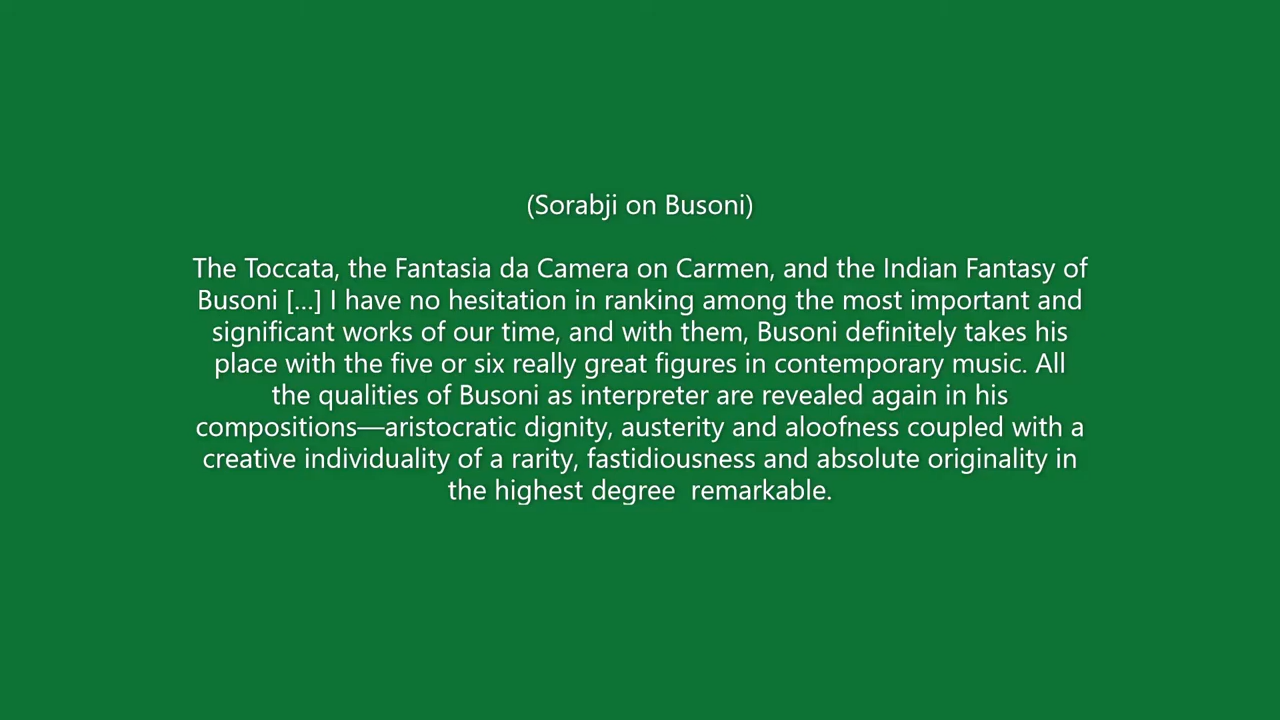 (Sorabji on Busoni)
The Toccata, the Fantasia da Camera on Carmen, and the Indian Fantasy of
Busoni [...] I have no hesitation in ranking among the most important and
significant works of our time, and with them, Busoni definitely takes his
place with the five or six really great figures in contemporary music. All
the qualities of Busoni as interpreter are revealed again in his
compositions—aristocratic dignity, austerity and aloofness coupled with a
creative individuality of a rarity, fastidiousness and absolute originality in
the highest degree  remarkable.